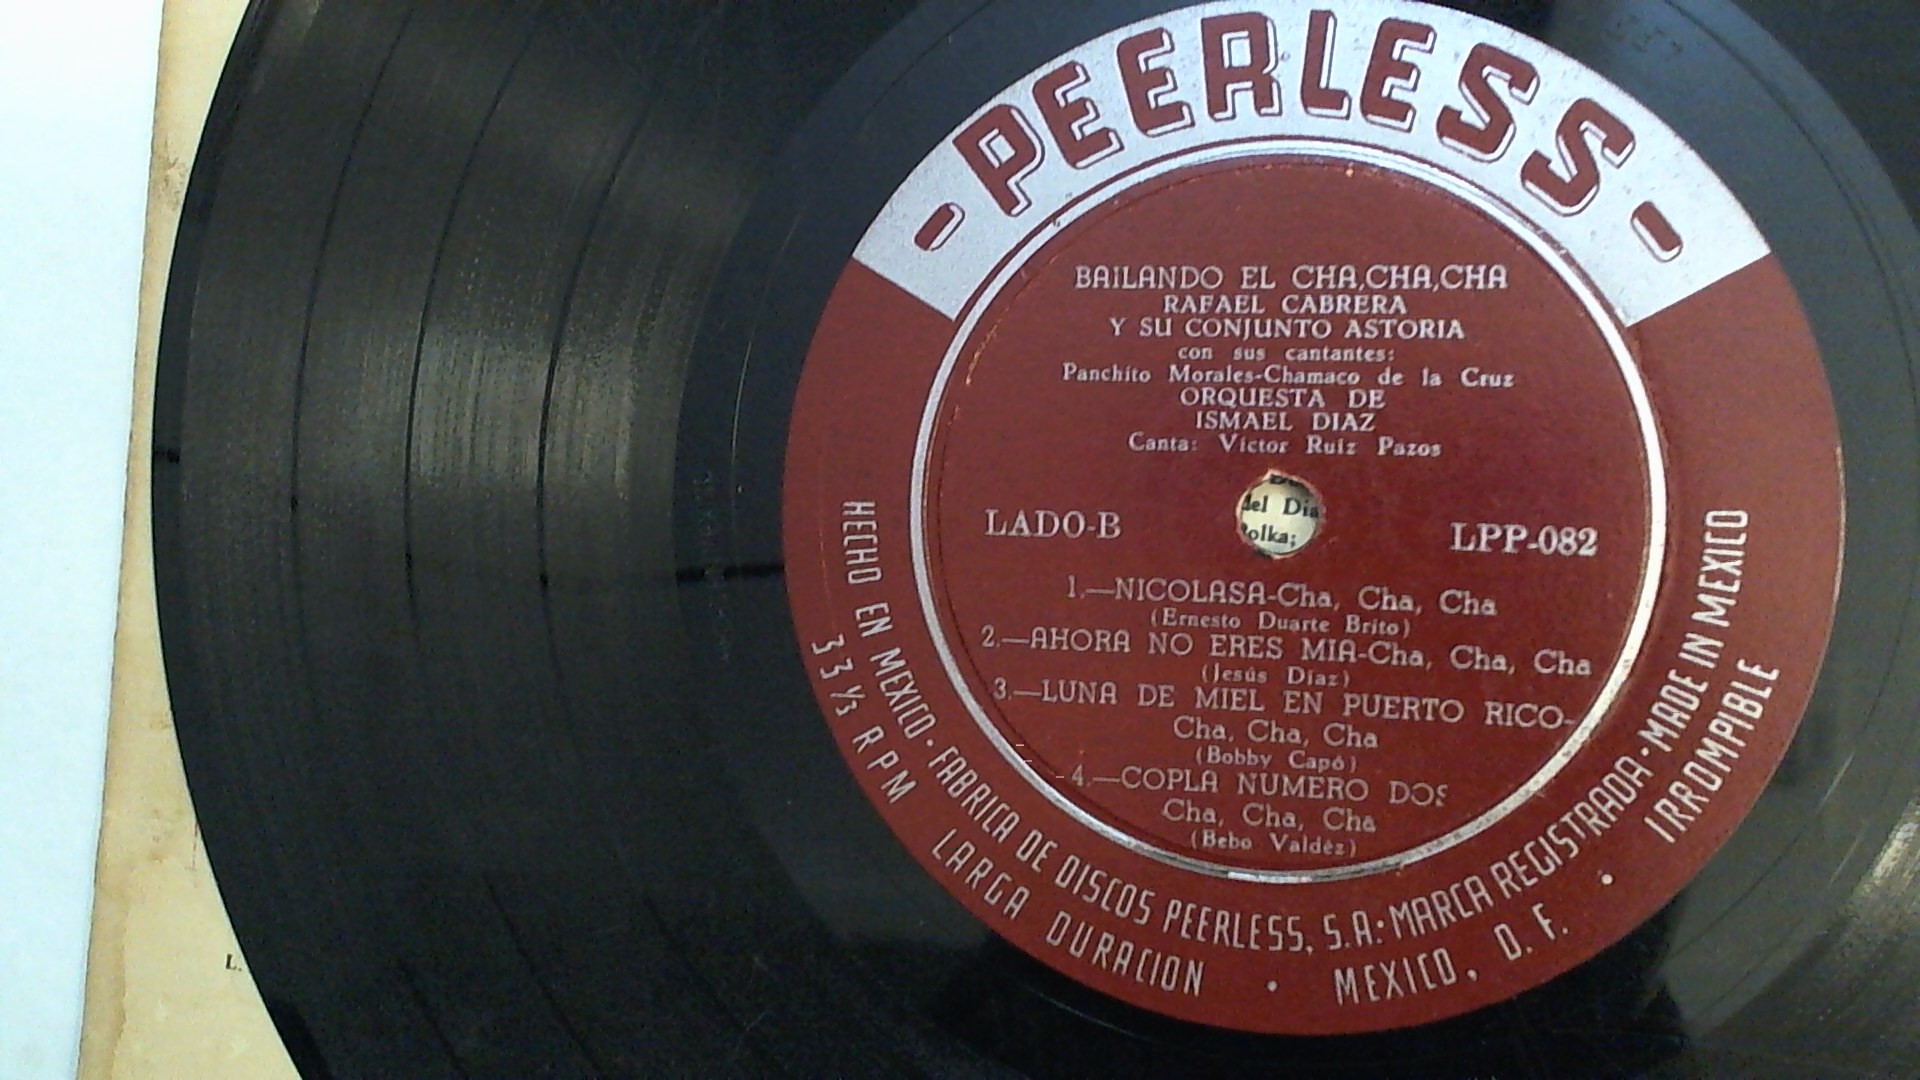 -PEERLESS-
BAILANDO EL CHA,CHA,CHA
RAFAEL CABRERA
Y SU CONJUNTO ASTORIA
con sus cantantes:
Panchito Morales-Chamaco de la Cruz
ORQUESTA DE
ISMAEL DIAZ
Canta: Víctor Ruiz Pazos
LADO-B
LPP-082
del Dia
olka;
1.—NICOLASA-Cha, Cha, Cha
(Ernesto Duarte Brito)
2.—AHORA NO ERES MIA-Cha, Cha, Cha
(Jesús Díaz)
3.—LUNA DE MIEL EN PUERTO RICO-
Cha, Cha, Cha
(Bobby Capó)
4.—COPLA NUMERO DOS
Cha, Cha, Cha
(Bebo Valdéz)
HECHO EN MEXICO · FABRICA DE DISCOS PEERLESS, S.A: MARCA REGISTRADA · MADE IN MEXICO
33⅓ RPM LARGA DURACION · MEXICO, D. F. · IRROMPIBLE
L.